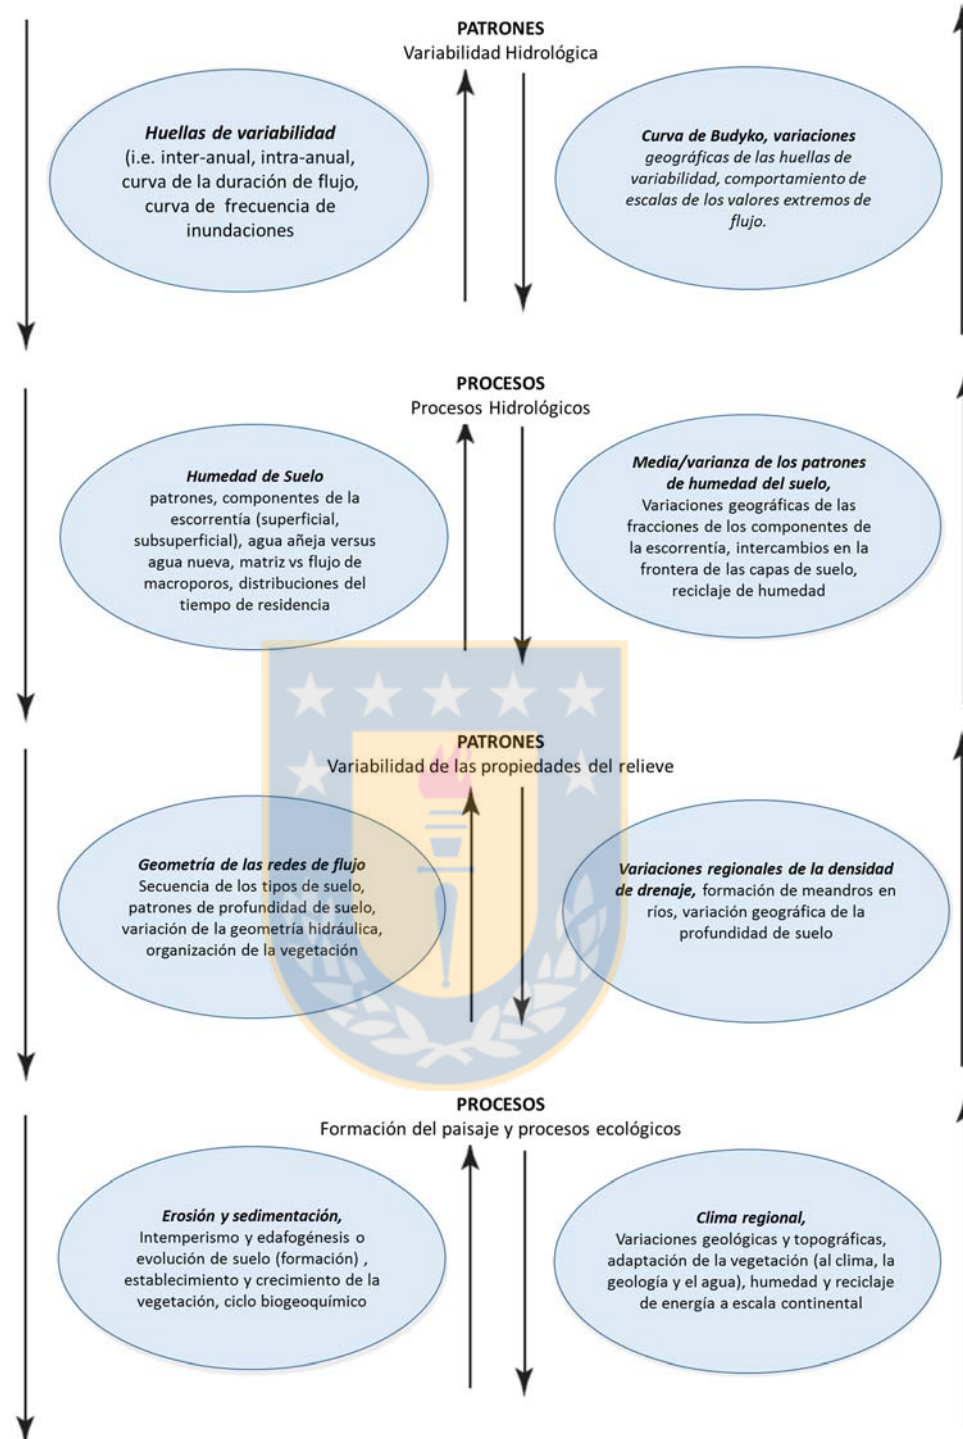 PATRONES
Variabilidad Hidrológica
Huellas de variabilidad
(i.e. inter-anual, intra-anual,
curva de la duración de flujo,
curva de frecuencia de
inundaciones
Curva de Budyko, variaciones
geográficas de las huellas de
variabilidad, comportamiento de
escalas de los valores extremos de
flujo.
PROCESOS
Procesos Hidrológicos
Humedad de Suelo
patrones, componentes de la
escorrentía (superficial,
subsuperficial), agua añeja versus
agua nueva, matriz vs flujo de
macroporos, distribuciones del
tiempo de residencia
Media/varianza de los patrones
de humedad del suelo,
Variaciones geográficas de las
fracciones de los componentes de
la escorrentía, intercambios en la
frontera de las capas de suelo,
reciclaje de humedad
PATRONES
Variabilidad de las propiedades del relieve
Geometría de las redes de flujo
Secuencia de los tipos de suelo,
patrones de profundidad de suelo,
variación de la geometría hidráulica,
organización de la vegetación
Variaciones regionales de la densidad
de drenaje, formación de meandros en
ríos, variación geográfica de la
profundidad de suelo
PROCESOS
Formación del paisaje y procesos ecológicos
Erosión y sedimentación,
Intemperismo y edafogénesis o
evolución de suelo (formación) ,
establecimiento y crecimiento de la
vegetación, ciclo biogeoquímico
Clima regional,
Variaciones geológicas y topográficas,
adaptación de la vegetación (al clima, la
geología y el agua), humedad y reciclaje
de energía a escala continental